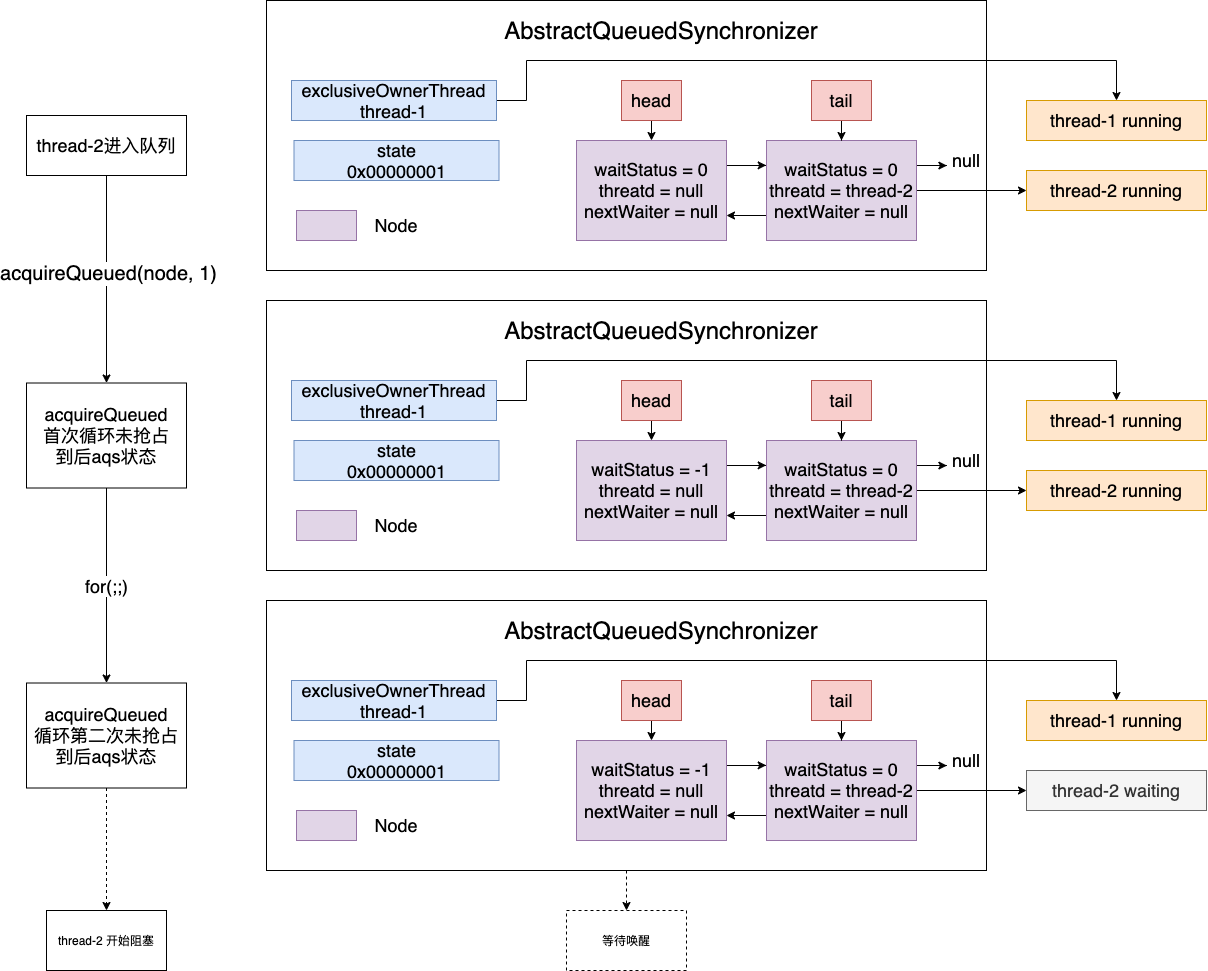 thread-2进入队列
acquireQueued(node, 1)
acquireQueued
首次循环未抢占
到后aqs状态
for(;;)
acquireQueued
循环第二次未抢占
到后aqs状态
thread-2 开始阻塞
AbstractQueuedSynchronizer
exclusiveOwnerThread
thread-1
state
0x00000001
Node
head
tail
waitStatus = 0
threatd = null
nextWaiter = null
waitStatus = 0
threatd = thread-2
nextWaiter = null
null
thread-1 running
thread-2 running
AbstractQueuedSynchronizer
exclusiveOwnerThread
thread-1
state
0x00000001
Node
head
tail
waitStatus = -1
threatd = null
nextWaiter = null
waitStatus = 0
threatd = thread-2
nextWaiter = null
null
thread-1 running
thread-2 running
AbstractQueuedSynchronizer
exclusiveOwnerThread
thread-1
state
0x00000001
Node
head
tail
waitStatus = -1
threatd = null
nextWaiter = null
waitStatus = 0
threatd = thread-2
nextWaiter = null
null
thread-1 running
thread-2 waiting
等待唤醒